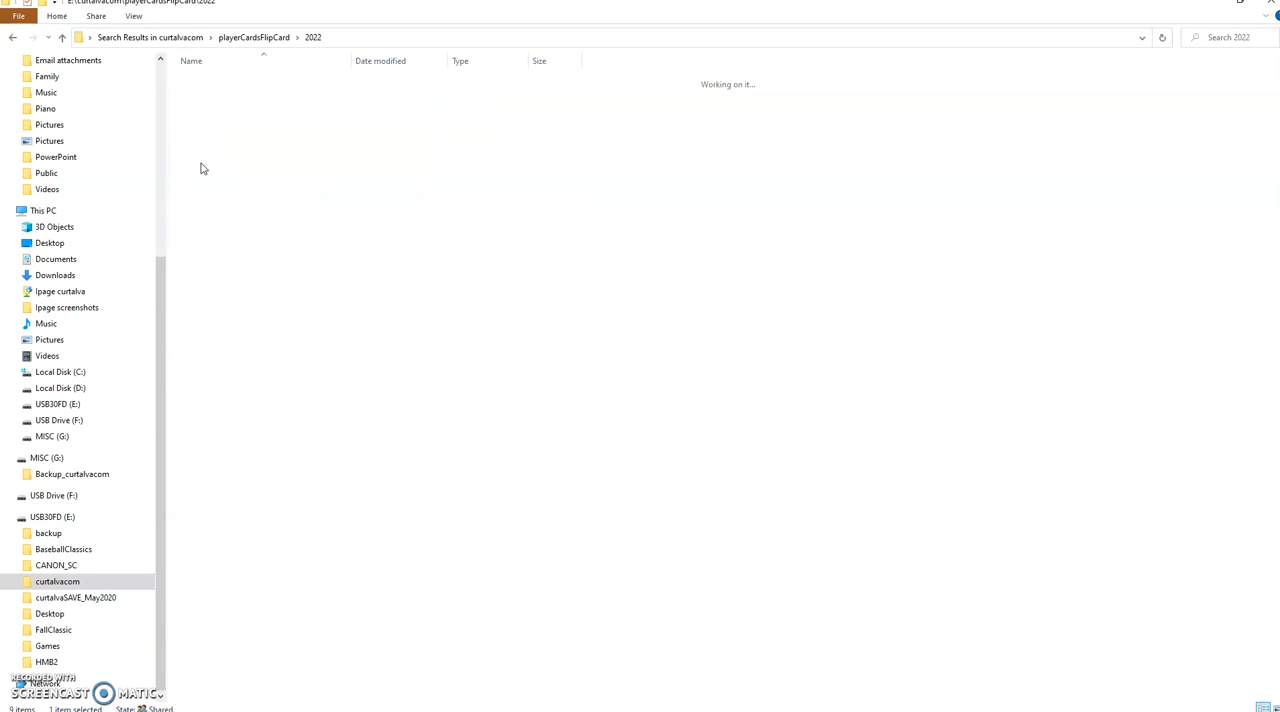 E:\curtalvacom\playerCardsFlipCard\2022
File Home Share View
Search Results in curtalvacom > playerCardsFlipCard > 2022
Search 2022
Name Date modified Type Size
Working on it...
Email attachments
Family
Music
Piano
Pictures
Pictures
PowerPoint
Public
Videos
This PC
3D Objects
Desktop
Documents
Downloads
Ipage curtalva
Ipage screenshots
Music
Pictures
Videos
Local Disk (C:)
Local Disk (D:)
USB30FD (E:)
USB Drive (F:)
MISC (G:)
MISC (G:)
Backup_curtalvacom
USB Drive (F:)
USB30FD (E:)
backup
BaseballClassics
CANON_SC
curtalvacom
curtalvaSAVE_May2020
Desktop
FallClassic
Games
HMB2
RECORDED WITH
Network
SCREENCAST MATIC
9 items 1 item selected State: Shared